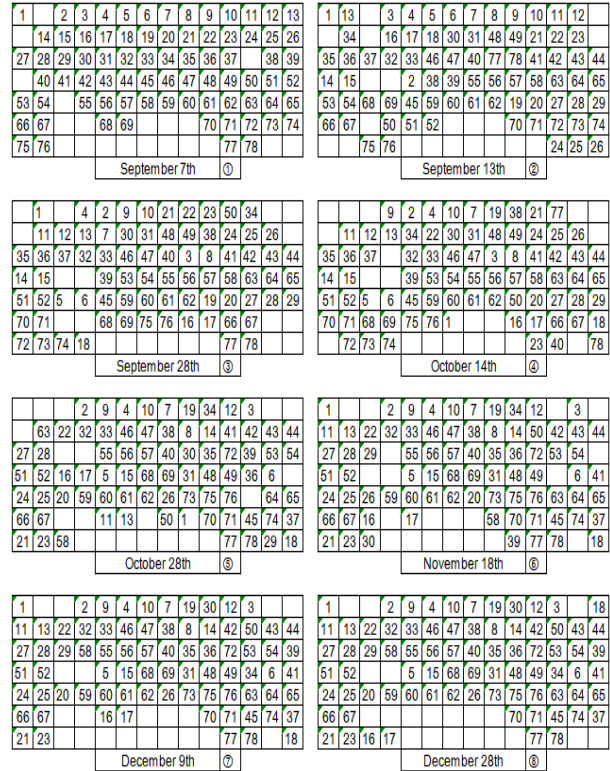 1 2 3 4 5 6 7 8 9 10 11 12 13
14 15 16 17 18 19 20 21 22 23 24 25 26
27 28 29 30 31 32 33 34 35 36 37 38 39
40 41 42 43 44 45 46 47 48 49 50 51 52
53 54 55 56 57 58 59 60 61 62 63 64 65
66 67 68 69 70 71 72 73 74
75 76 77 78
September 7th ①
1 13 3 4 5 6 7 8 9 10 11 12
34 16 17 18 30 31 48 49 21 22 23
35 36 37 32 33 46 47 40 77 78 41 42 43 44
14 15 2 38 39 55 56 57 58 63 64 65
53 54 68 69 45 59 60 61 62 19 20 27 28 29
66 67 50 51 52 70 71 72 73 74
75 76 24 25 26
September 13th ②
1 4 2 9 10 21 22 23 50 34
11 12 13 7 30 31 48 49 38 24 25 26
35 36 37 32 33 46 47 40 3 8 41 42 43 44
14 15 39 53 54 55 56 57 58 63 64 65
51 52 5 6 45 59 60 61 62 19 20 27 28 29
70 71 68 69 75 76 16 17 66 67
72 73 74 18 77 78
September 28th ③
9 2 4 10 7 19 38 21 77
11 12 13 34 22 30 31 48 49 24 25 26
35 36 37 32 33 46 47 3 8 41 42 43 44
14 15 39 53 54 55 56 57 58 63 64 65
51 52 5 6 45 59 60 61 62 50 20 27 28 29
70 71 68 69 75 76 1 16 17 66 67 18
72 73 74 23 40 78
October 14th ④
2 9 4 10 7 19 34 12 3
63 22 32 33 46 47 38 8 14 41 42 43 44
27 28 55 56 57 40 30 35 72 39 53 54
51 52 16 17 5 15 68 69 31 48 49 36 6
24 25 20 59 60 61 62 26 73 75 76 64 65
66 67 11 13 50 1 70 71 45 74 37
21 23 58 77 78 29 18
October 28th ⑤
1 2 9 4 10 7 19 34 12 3
11 13 22 32 33 46 47 38 8 14 50 42 43 44
27 28 29 55 56 57 40 35 36 72 53 54
51 52 5 15 68 69 31 48 49 6 41
24 25 26 59 60 61 62 20 73 75 76 63 64 65
66 67 16 17 58 70 71 45 74 37
21 23 30 39 77 78 18
November 18th ⑥
1 2 9 4 10 7 19 30 12 3
11 13 22 32 33 46 47 38 8 14 42 50 43 44
27 28 29 58 55 56 57 40 35 36 72 53 54 39
51 52 5 15 68 69 31 48 49 34 6 41
24 25 20 59 60 61 62 26 73 75 76 63 64 65
66 67 16 17 70 71 45 74 37
21 23 77 78 18
December 9th ⑦
1 2 9 4 10 7 19 30 12 3 18
11 13 22 32 33 46 47 38 8 14 42 50 43 44
27 28 29 58 55 56 57 40 35 36 72 53 54 39
51 52 5 15 68 69 31 48 49 34 6 41
24 25 20 59 60 61 62 26 73 75 76 63 64 65
66 67 70 71 45 74 37
21 23 16 17 77 78
December 28th ⑧